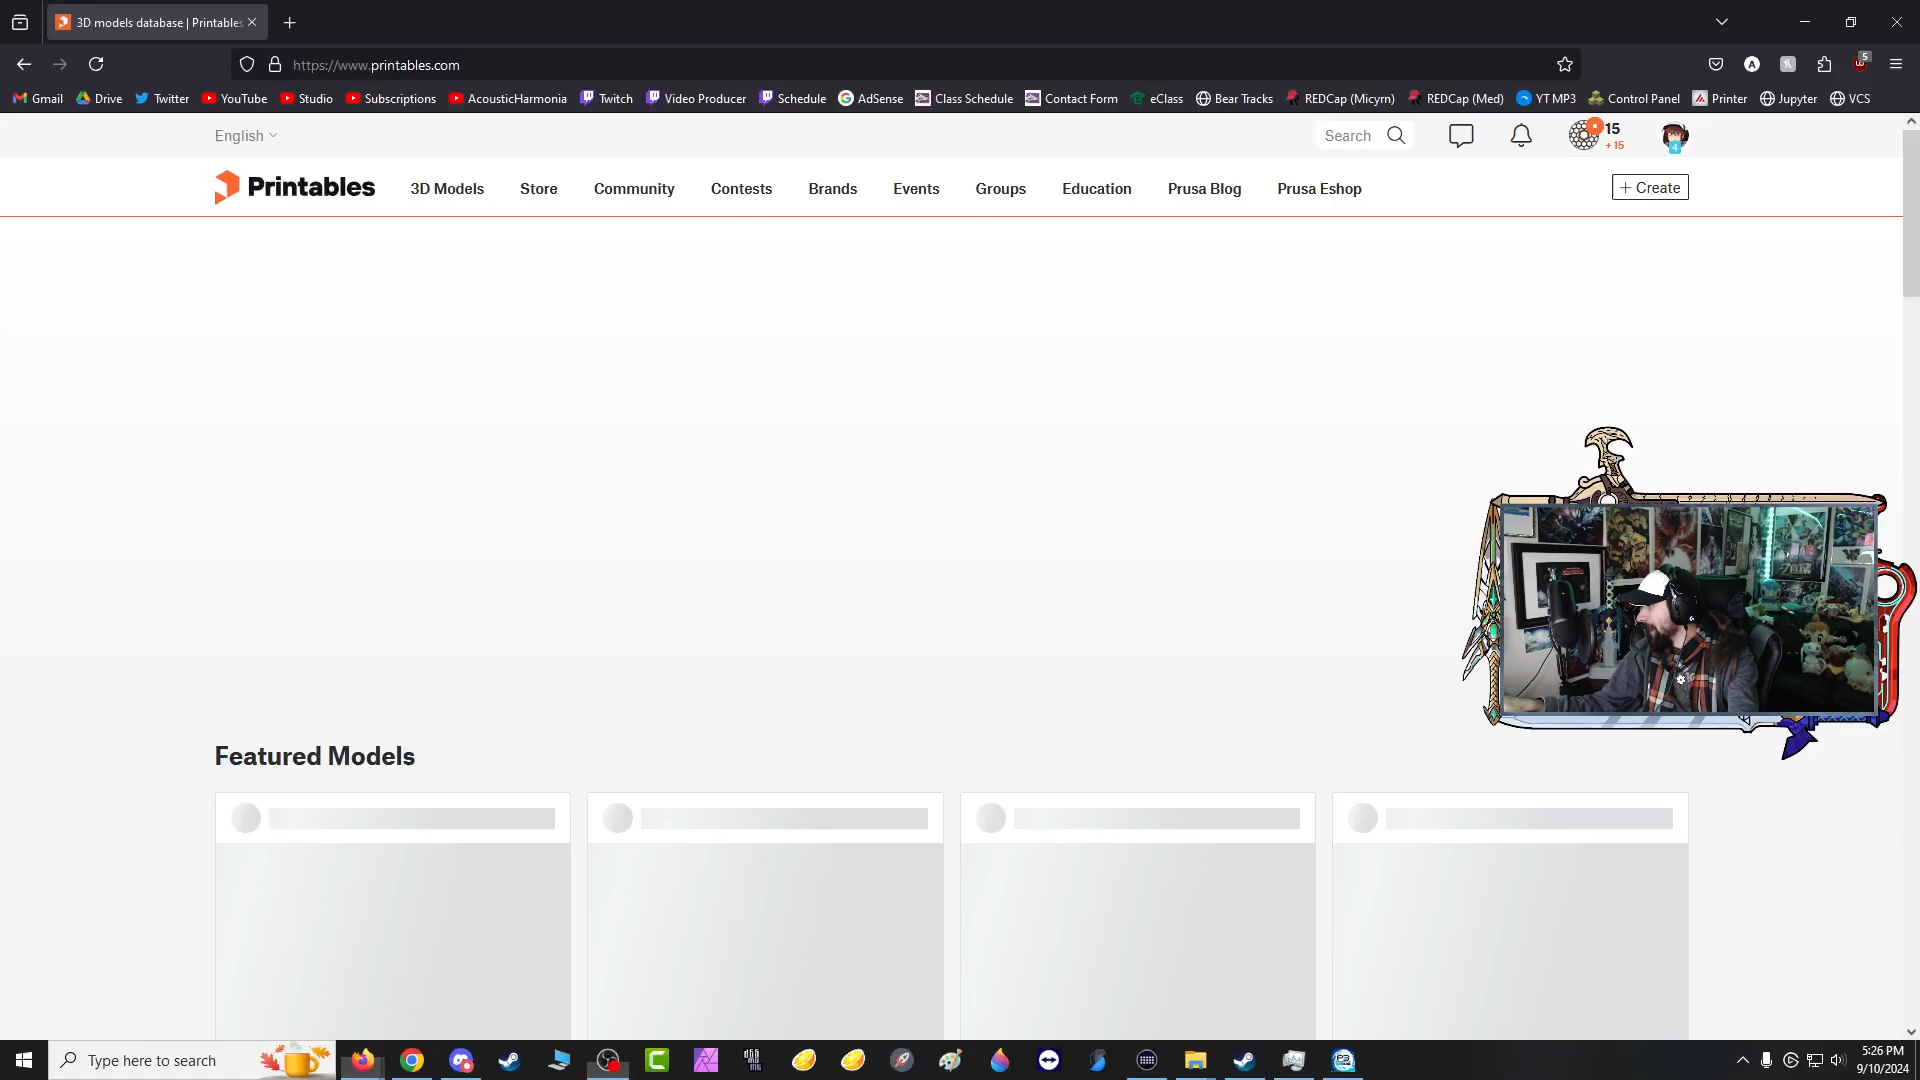 3D models database | Printables
https://www.printables.com
Gmail Drive Twitter YouTube Studio Subscriptions AcousticHarmonia Twitch Video Producer Schedule AdSense Class Schedule Contact Form eClass Bear Tracks REDCap (Micyrn) REDCap (Med) YT MP3 Control Panel Printer Jupyter VCS
English
Search
15
+ 15
4
Printables
3D Models Store Community Contests Brands Events Groups Education Prusa Blog Prusa Eshop
+ Create
ZELDA
Featured Models
Type here to search
5:26 PM
9/10/2024